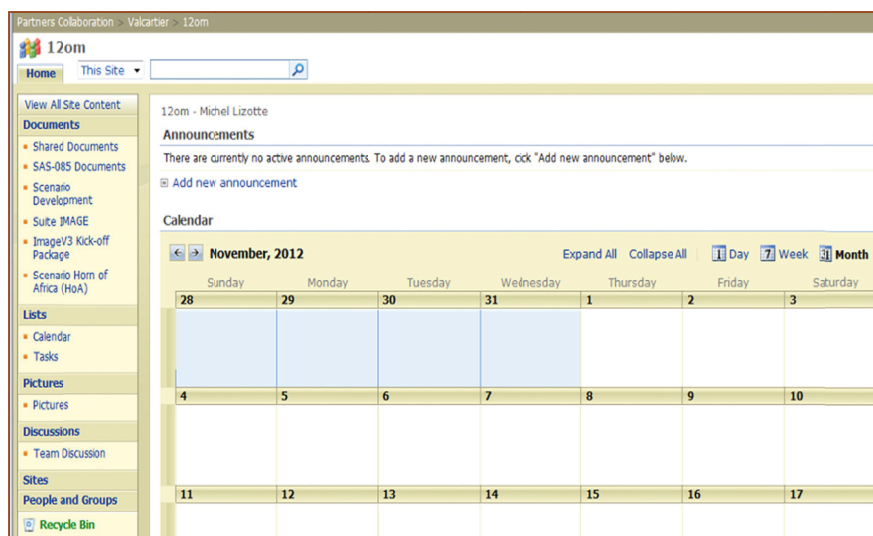 Partners Collaboration > Valcartier > 12om
12om
Home This Site
View All Site Content
Documents
Shared Documents
SAS-085 Documents
Scenario
Development
Suite IMAGE
ImageV3 Kick-off
Package
Scenario Horn of
Africa (HoA)
Lists
Calendar
Tasks
Pictures
Pictures
Discussions
Team Discussion
Sites
People and Groups
Recycle Bin
12om - Michel Lizotte
Announcements
There are currently no active announcements. To add a new announcement, click "Add new announcement" below.
Add new announcement
Calendar
November, 2012 Expand All Collapse All 1 Day 7 Week 31 Month
Sunday Monday Tuesday Wednesday Thursday Friday Saturday
28 29 30 31 1 2 3
4 5 6 7 8 9 10
11 12 13 14 15 16 17